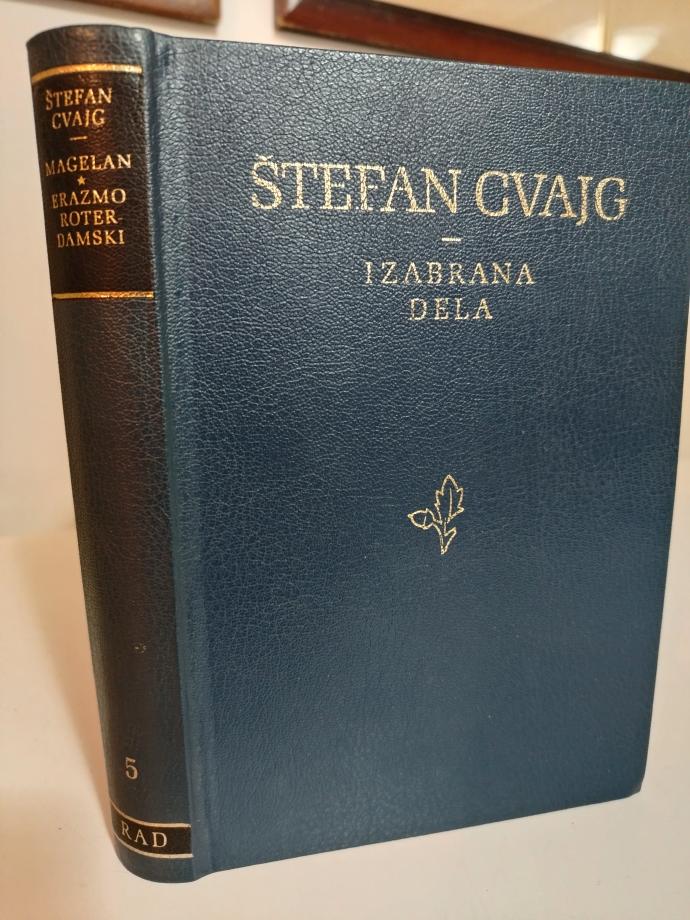 ŠTEFAN
CVAJG
MAGELAN
★
ERAZMO
ROTER
DAMSKI
5
RAD
ŠTEFAN CVAJG
IZABRANA
DELA